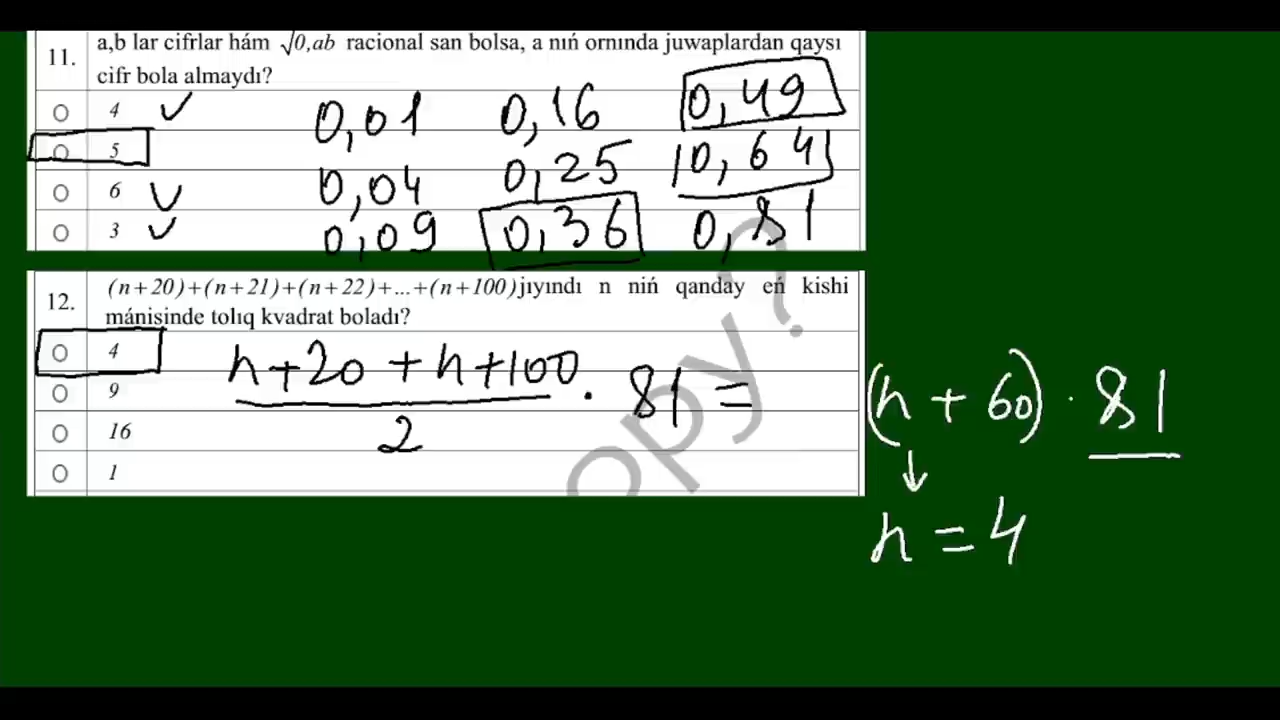 11. a,b lar cifrlar hám √0,ab racional san bolsa, a nıń ornında juwaplardan qaysı
cifr bola almaydı?
4
5
6
3
0,01 0,16 0,49
0,04 0,25 0,64
0,09 0,36 0,81
12. (n+20)+(n+21)+(n+22)+...+(n+100) jıyındı n niń qanday eń kishi
mánisinde tolıq kvadrat boladı?
4
9
16
1
(n+20+n+100)/2 · 81 = (n + 60) · 81
n = 4
opy?